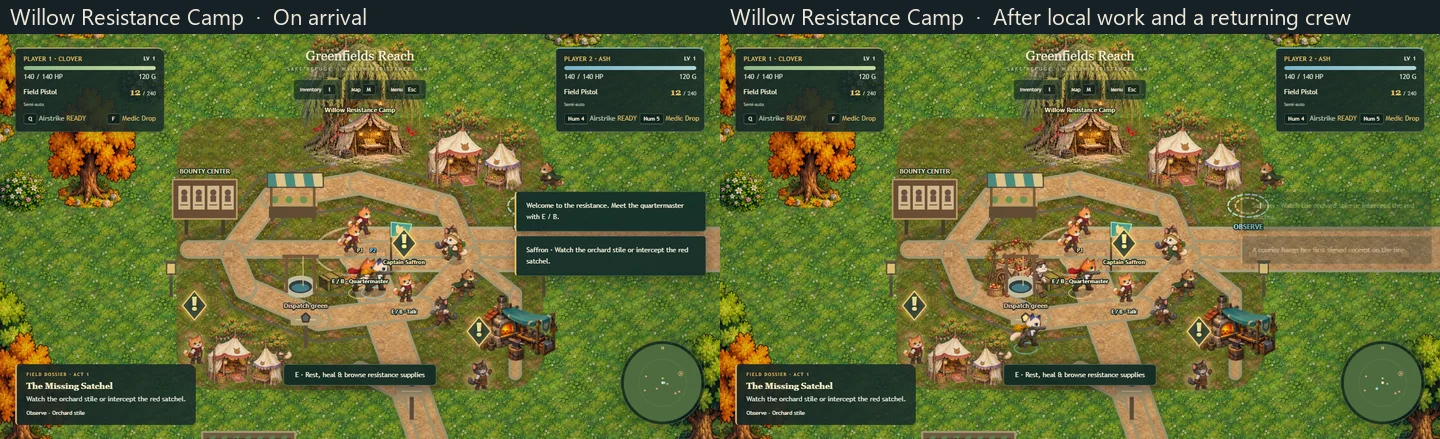 Willow Resistance Camp · On arrival
PLAYER 1 · CLOVER LV 1
140 / 140 HP 120 G
Field Pistol 12 / 240
Semi-auto
Q Airstrike READY F Medic Drop
Greenfields Reach
Inventory I Map M Menu Esc
Willow Resistance Camp
PLAYER 2 · ASH LV 1
140 / 140 HP 120 G
Field Pistol 12 / 240
Semi-auto
Num 4 Airstrike READY Num 5 Medic Drop
BOUNTY CENTER
Welcome to the resistance. Meet the quartermaster
with E / B.
Saffron · Watch the orchard stile or intercept the red
satchel.
P1 P2
Captain Saffron
E / B · Quartermaster
Dispatch green
E / B · Talk
E · Rest, heal & browse resistance supplies
FIELD DOSSIER · ACT 1
The Missing Satchel
Watch the orchard stile or intercept the red satchel.
Observe · Orchard stile
N
Willow Resistance Camp · After local work and a returning crew
PLAYER 1 · CLOVER LV 1
140 / 140 HP 120 G
Field Pistol 12 / 240
Semi-auto
Q Airstrike READY F Medic Drop
Greenfields Reach
Inventory I Map M Menu Esc
Willow Resistance Camp
PLAYER 2 · ASH LV 1
140 / 140 HP 120 G
Field Pistol 12 / 240
Semi-auto
Num 4 Airstrike READY Num 5 Medic Drop
BOUNTY CENTER
OBSERVE
P1
Captain Saffron
E / B · Quartermaster
Dispatch green
E / B · Talk
E · Rest, heal & browse resistance supplies
FIELD DOSSIER · ACT 1
The Missing Satchel
Watch the orchard stile or intercept the red satchel.
Observe · Orchard stile